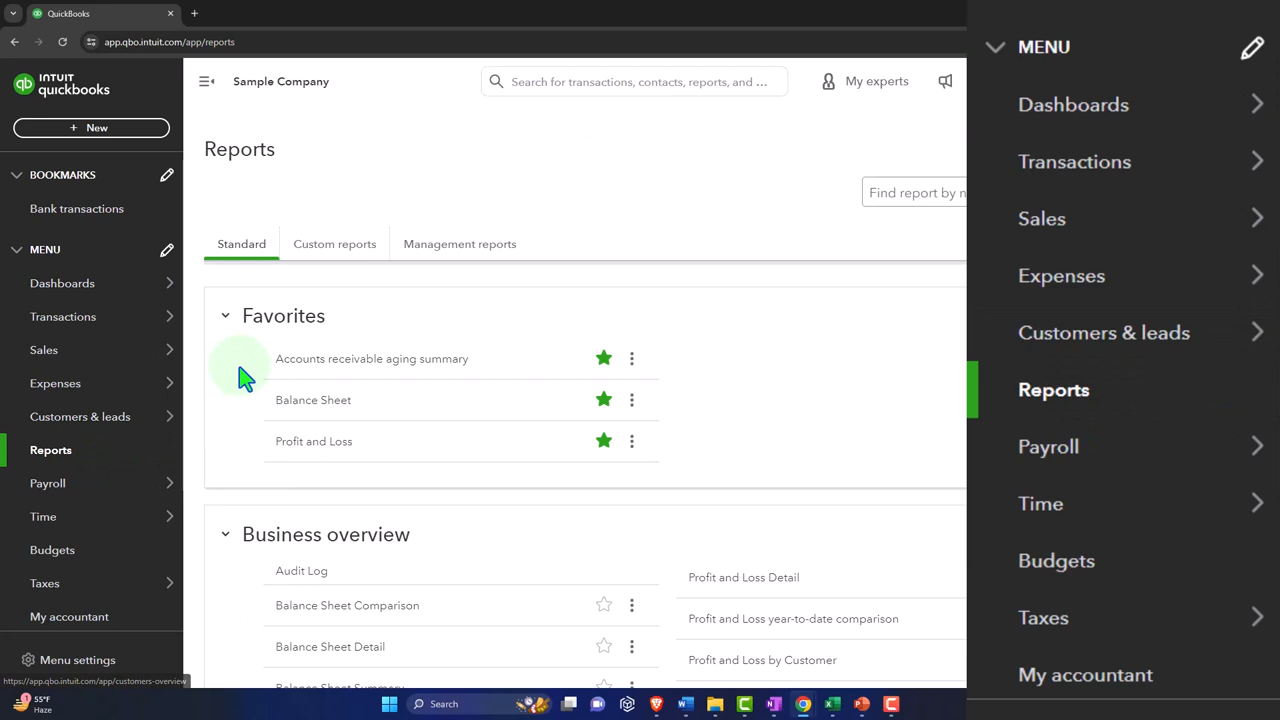 QuickBooks
app.qbo.intuit.com/app/reports
INTUIT
quickbooks
+ New
BOOKMARKS
Bank transactions
MENU
Dashboards
Transactions
Sales
Expenses
Customers & leads
Reports
Payroll
Time
Budgets
Taxes
My accountant
Menu settings
https://app.qbo.intuit.com/app/customers-overview
Sample Company
Search for transactions, contacts, reports, and ...
My experts
Reports
Find report by n
Standard
Custom reports
Management reports
Favorites
Accounts receivable aging summary
Balance Sheet
Profit and Loss
Business overview
Audit Log
Balance Sheet Comparison
Balance Sheet Detail
Balance Sheet Summary
Profit and Loss Detail
Profit and Loss year-to-date comparison
Profit and Loss by Customer
MENU
Dashboards
Transactions
Sales
Expenses
Customers & leads
Reports
Payroll
Time
Budgets
Taxes
My accountant
55°F
Haze
Search